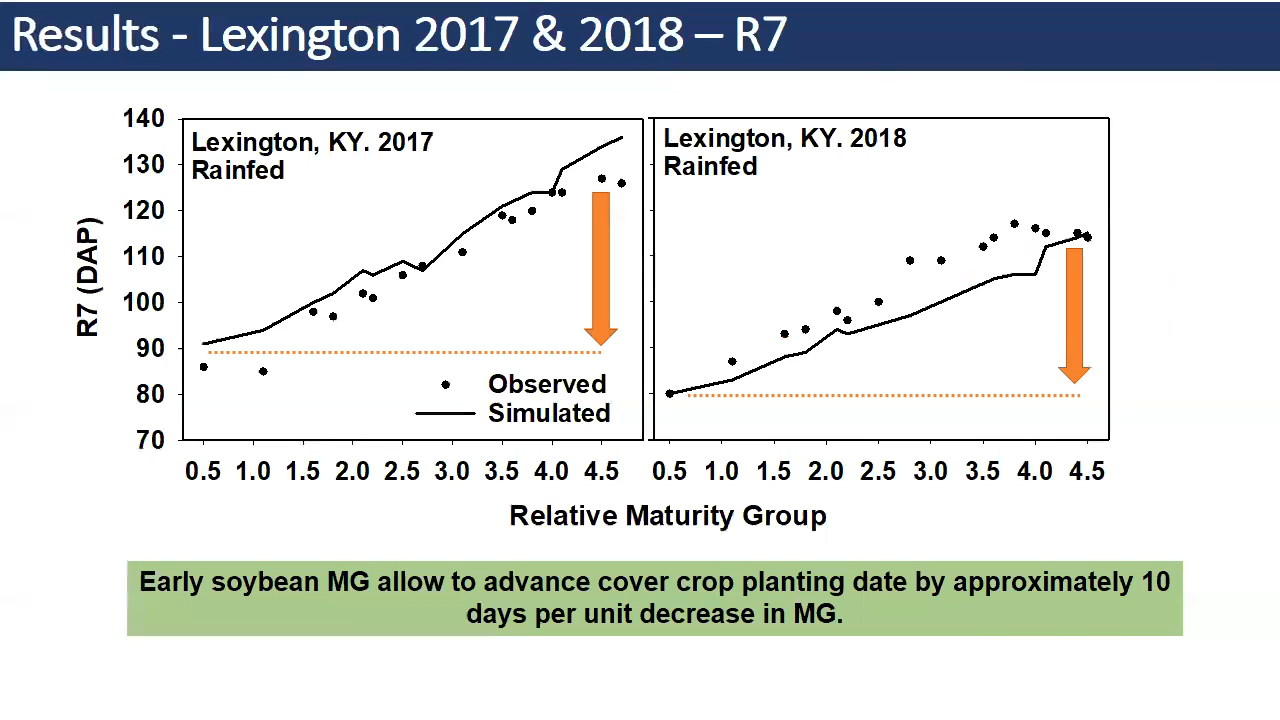 Results - Lexington 2017 & 2018 – R7
140
130
120
110
100
90
80
70
R7 (DAP)
Lexington, KY. 2017
Rainfed
Observed
Simulated
0.5 1.0 1.5 2.0 2.5 3.0 3.5 4.0 4.5
Lexington, KY. 2018
Rainfed
0.5 1.0 1.5 2.0 2.5 3.0 3.5 4.0 4.5
Relative Maturity Group
Early soybean MG allow to advance cover crop planting date by approximately 10
days per unit decrease in MG.